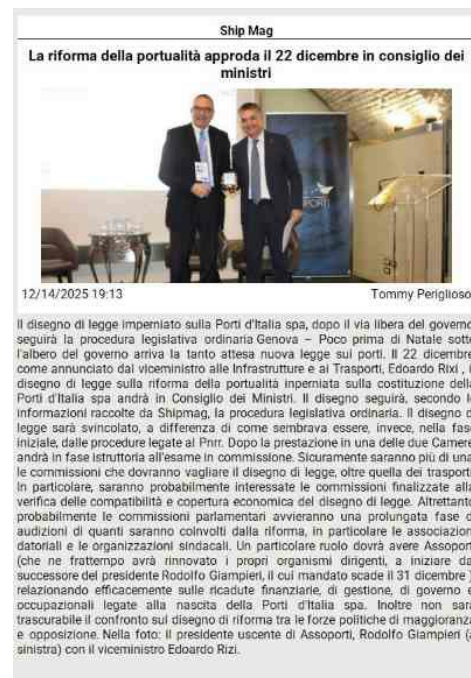 Ship Mag
La riforma della portualità approda il 22 dicembre in consiglio dei
ministri
12/14/2025 19:13
Tommy Periglioso
Il disegno di legge imperniato sulla Porti d'Italia spa, dopo il via libera del governo
seguirà la procedura legislativa ordinaria Genova – Poco prima di Natale sotto
l'albero del governo arriva la tanto attesa nuova legge sui porti. Il 22 dicembre
come annunciato dal viceministro alle Infrastrutture e ai Trasporti, Edoardo Rixi , i
disegno di legge sulla riforma della portualità inperniata sulla costituzione della
Porti d'Italia spa andrà in Consiglio dei Ministri. Il disegno seguirà, secondo le
informazioni raccolte da Shipmag, la procedura legislativa ordinaria. Il disegno d
legge sarà svincolato, a differenza di come sembrava essere, invece, nella fase
iniziale, dalle procedure legate al Pnrr. Dopo la prestazione in una delle due Camere
andrà in fase istruttoria all'esame in commissione. Sicuramente saranno più di una
le commissioni che dovranno vagliare il disegno di legge, oltre quella dei trasporti
In particolare, saranno probabilmente interessate le commissioni finalizzate alla
verifica delle compatibilità e copertura economica del disegno di legge. Altrettanto
probabilmente le commissioni parlamentari avvieranno una prolungata fase d
audizioni di quanti saranno coinvolti dalla riforma, in particolare le associazion
datoriali e le organizzazioni sindacali. Un particolare ruolo dovrà avere Assoport
(che ne frattempo avrà rinnovato i propri organismi dirigenti, a iniziare da
successore del presidente Rodolfo Giampieri, il cui mandato scade il 31 dicembre )
relazionando efficacemente sulle ricadute finanziarie, di gestione, di governo e
occupazionali legate alla nascita della Porti d'Italia spa. Inoltre non sarà
trascurabile il confronto sul disegno di riforma tra le forze politiche di maggioranza
e opposizione. Nella foto: il presidente uscente di Assoporti, Rodolfo Giampieri (a
sinistra) con il viceministro Edoardo Rizi.